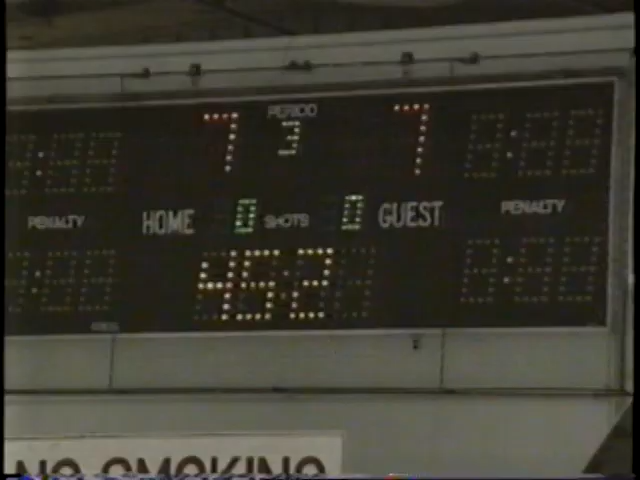 PERIOD
7 3 7
PENALTY HOME 0 SHOTS 0 GUEST PENALTY
NO SMOKING